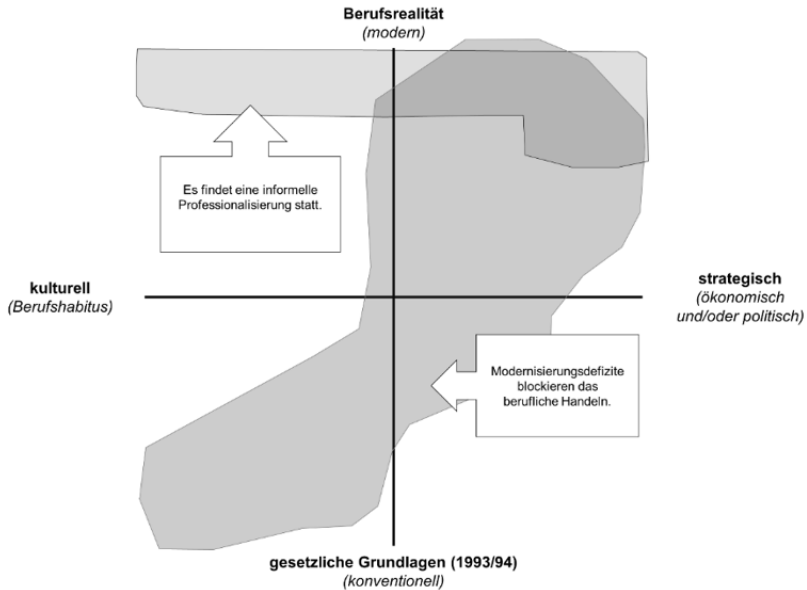 Berufsrealität
(modern)
Es findet eine informelle
Professionalisierung statt.
kulturell
(Berufshabitus)
strategisch
(ökonomisch
und/oder politisch)
Modernisierungsdefizite
blockieren das
berufliche Handeln.
gesetzliche Grundlagen (1993/94)
(konventionell)